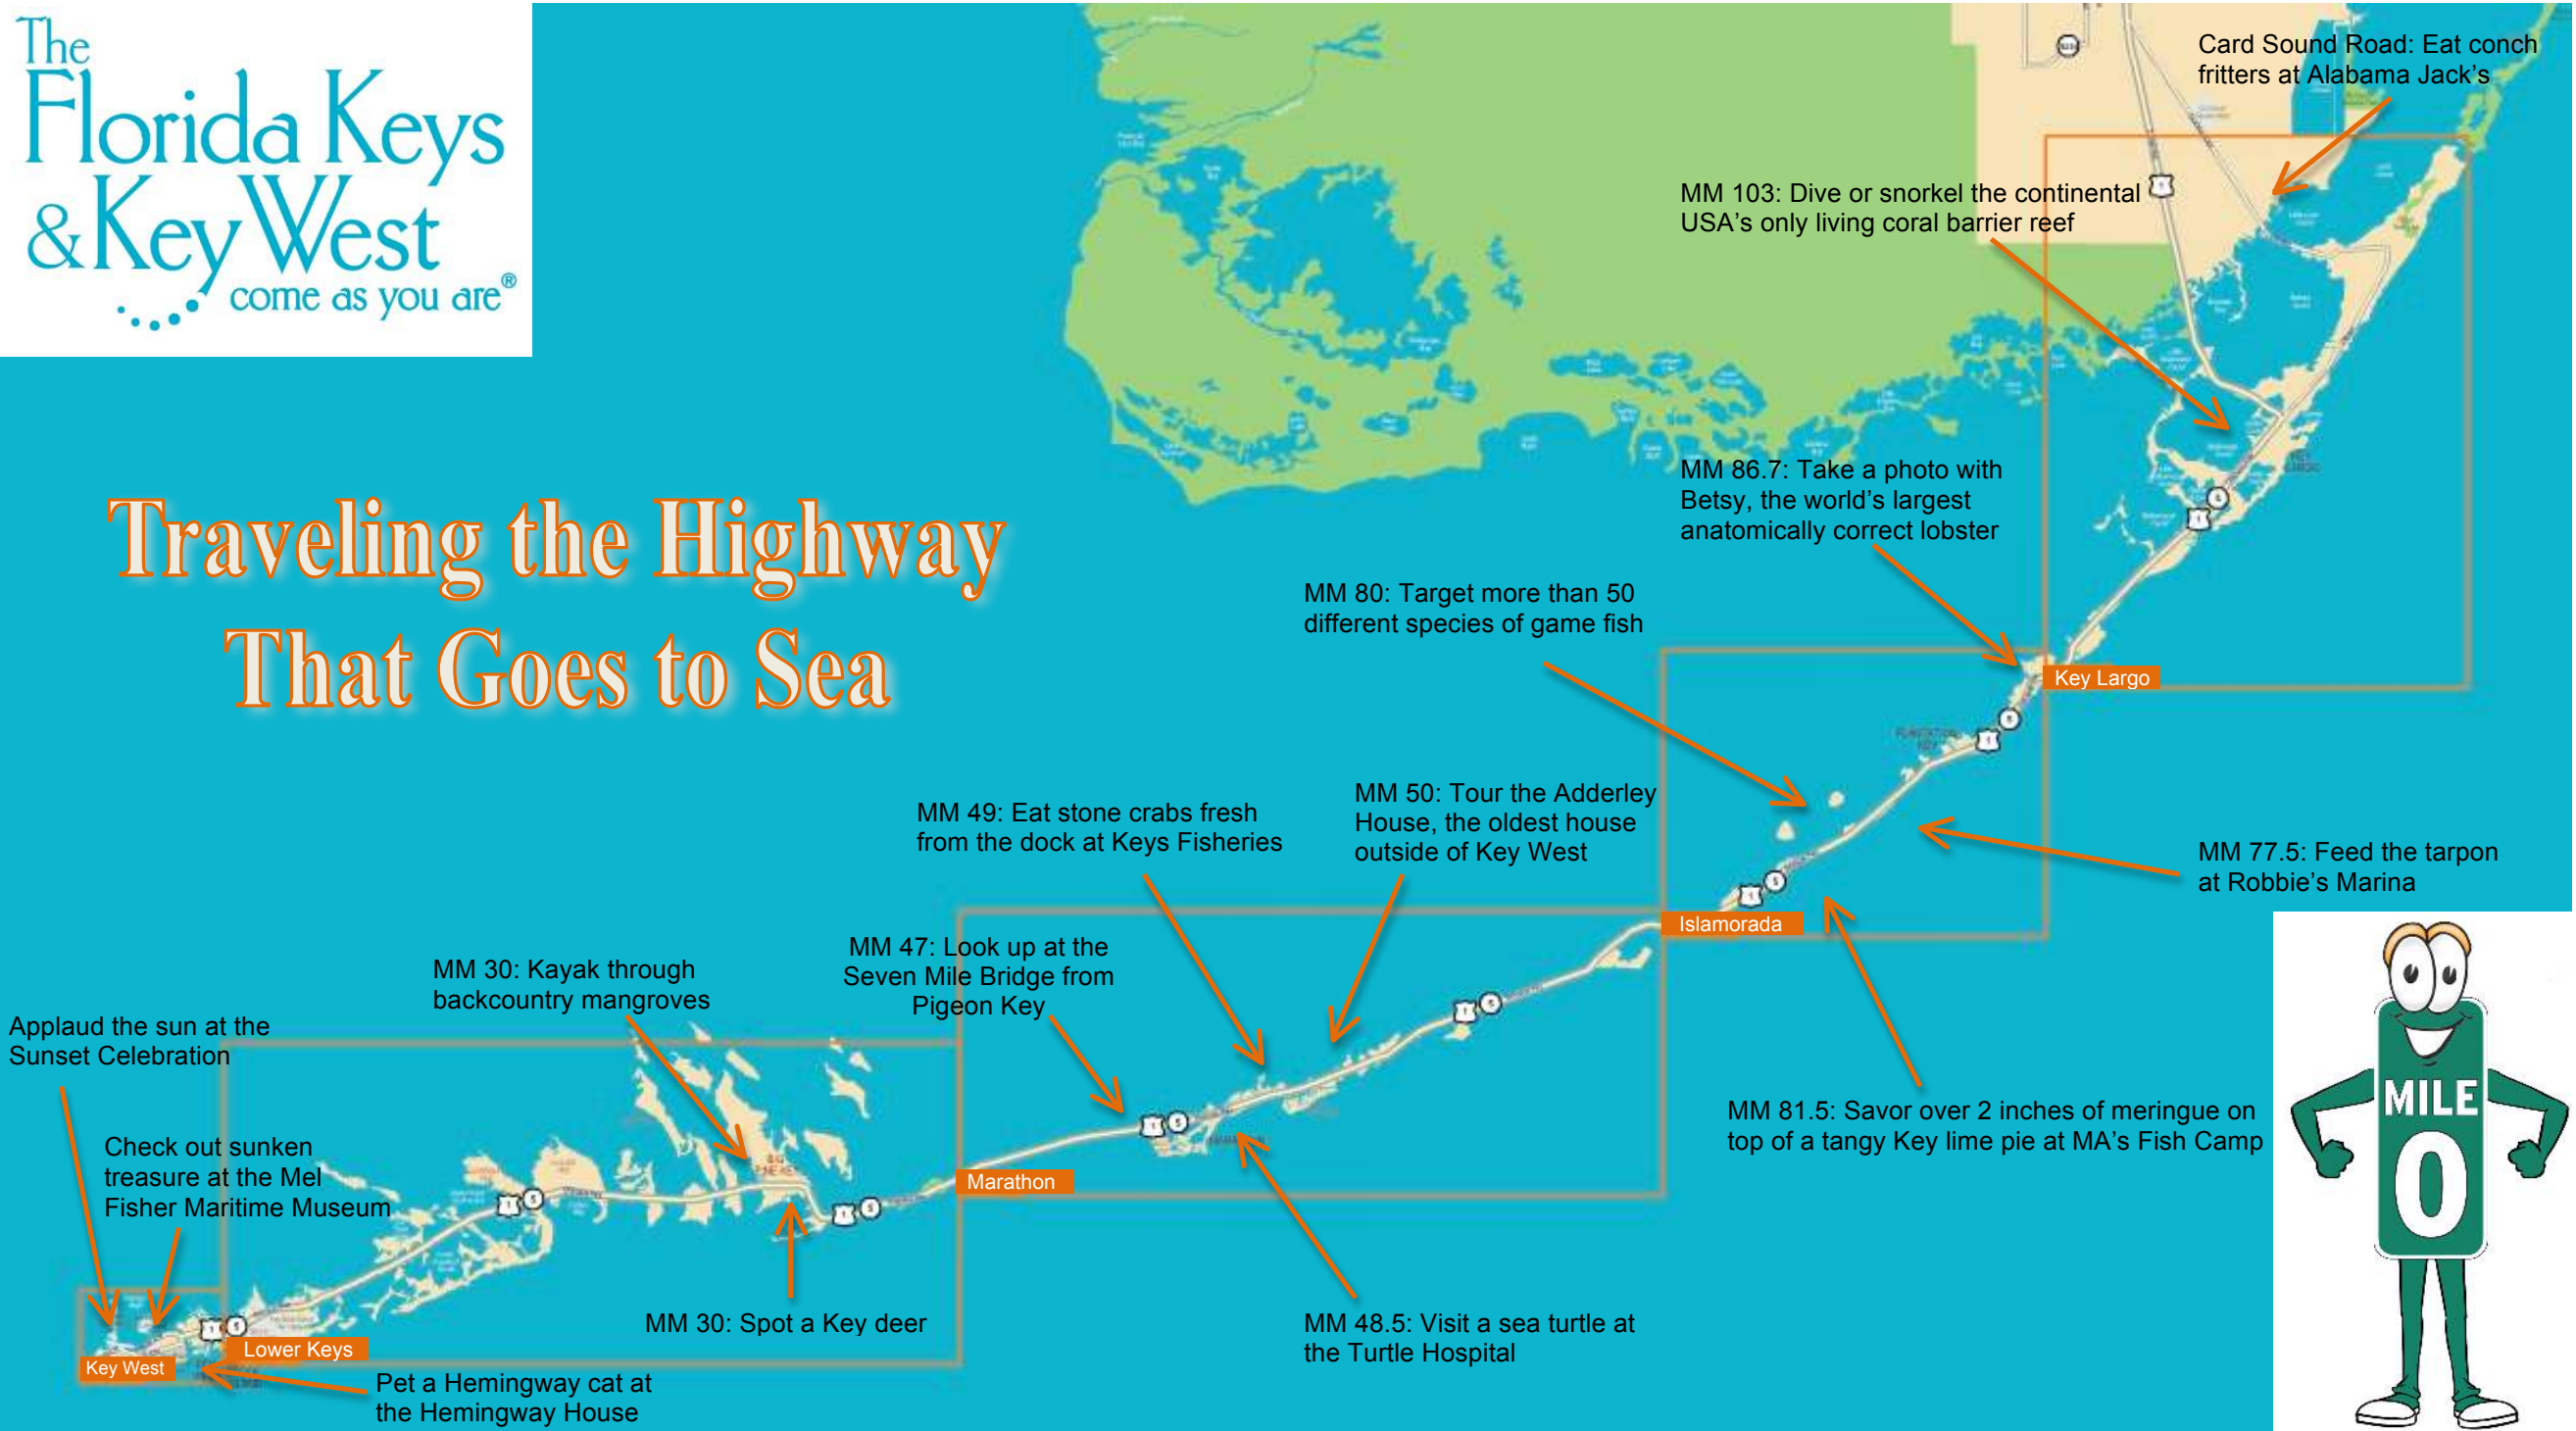 The
Florida Keys
& Key West
come as you are®
Traveling the Highway
That Goes to Sea
Card Sound Road: Eat conch
fritters at Alabama Jack's
MM 103: Dive or snorkel the continental
USA's only living coral barrier reef
MM 86.7: Take a photo with
Betsy, the world's largest
anatomically correct lobster
MM 80: Target more than 50
different species of game fish
Key Largo
MM 77.5: Feed the tarpon
at Robbie's Marina
MM 50: Tour the Adderley
House, the oldest house
outside of Key West
MM 49: Eat stone crabs fresh
from the dock at Keys Fisheries
Islamorada
MM 47: Look up at the
Seven Mile Bridge from
Pigeon Key
MM 30: Kayak through
backcountry mangroves
Applaud the sun at the
Sunset Celebration
MM 81.5: Savor over 2 inches of meringue on
top of a tangy Key lime pie at MA's Fish Camp
Check out sunken
treasure at the Mel
Fisher Maritime Museum
Marathon
MM 30: Spot a Key deer
MM 48.5: Visit a sea turtle at
the Turtle Hospital
Lower Keys
Key West
Pet a Hemingway cat at
the Hemingway House
MILE
0